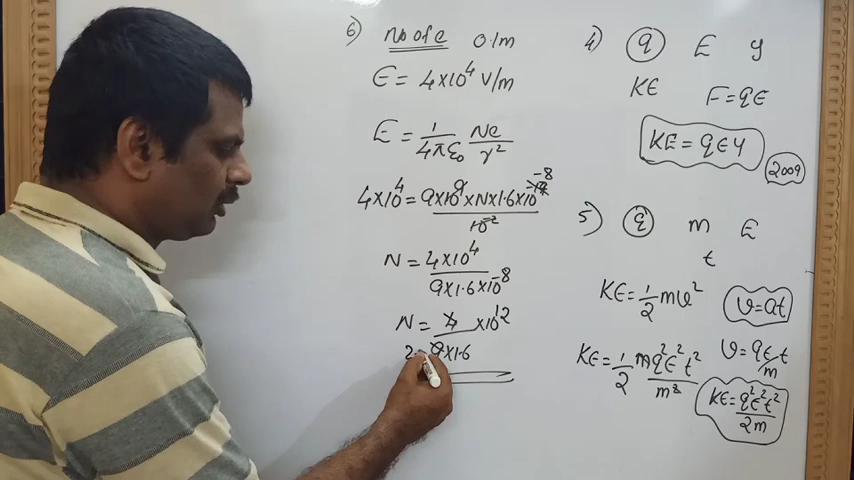 6) no of e 0.1m
E = 4×10⁴ V/m
E = 1/4πε₀ Ne/r²
4×10⁴ = 9×10⁹×N×1.6×10⁻⁸/10⁻²
N = 4×10⁴/9×1.6×10⁻⁸
N = 4/9×1.6 ×10¹²
4) q E y
KE F = qE
KE = qEy
2009
5) q m E
t
KE = 1/2 mv² v = at
v = qE/m t
KE = 1/2 mq²E²t²/m²
KE = q²E²t²/2m